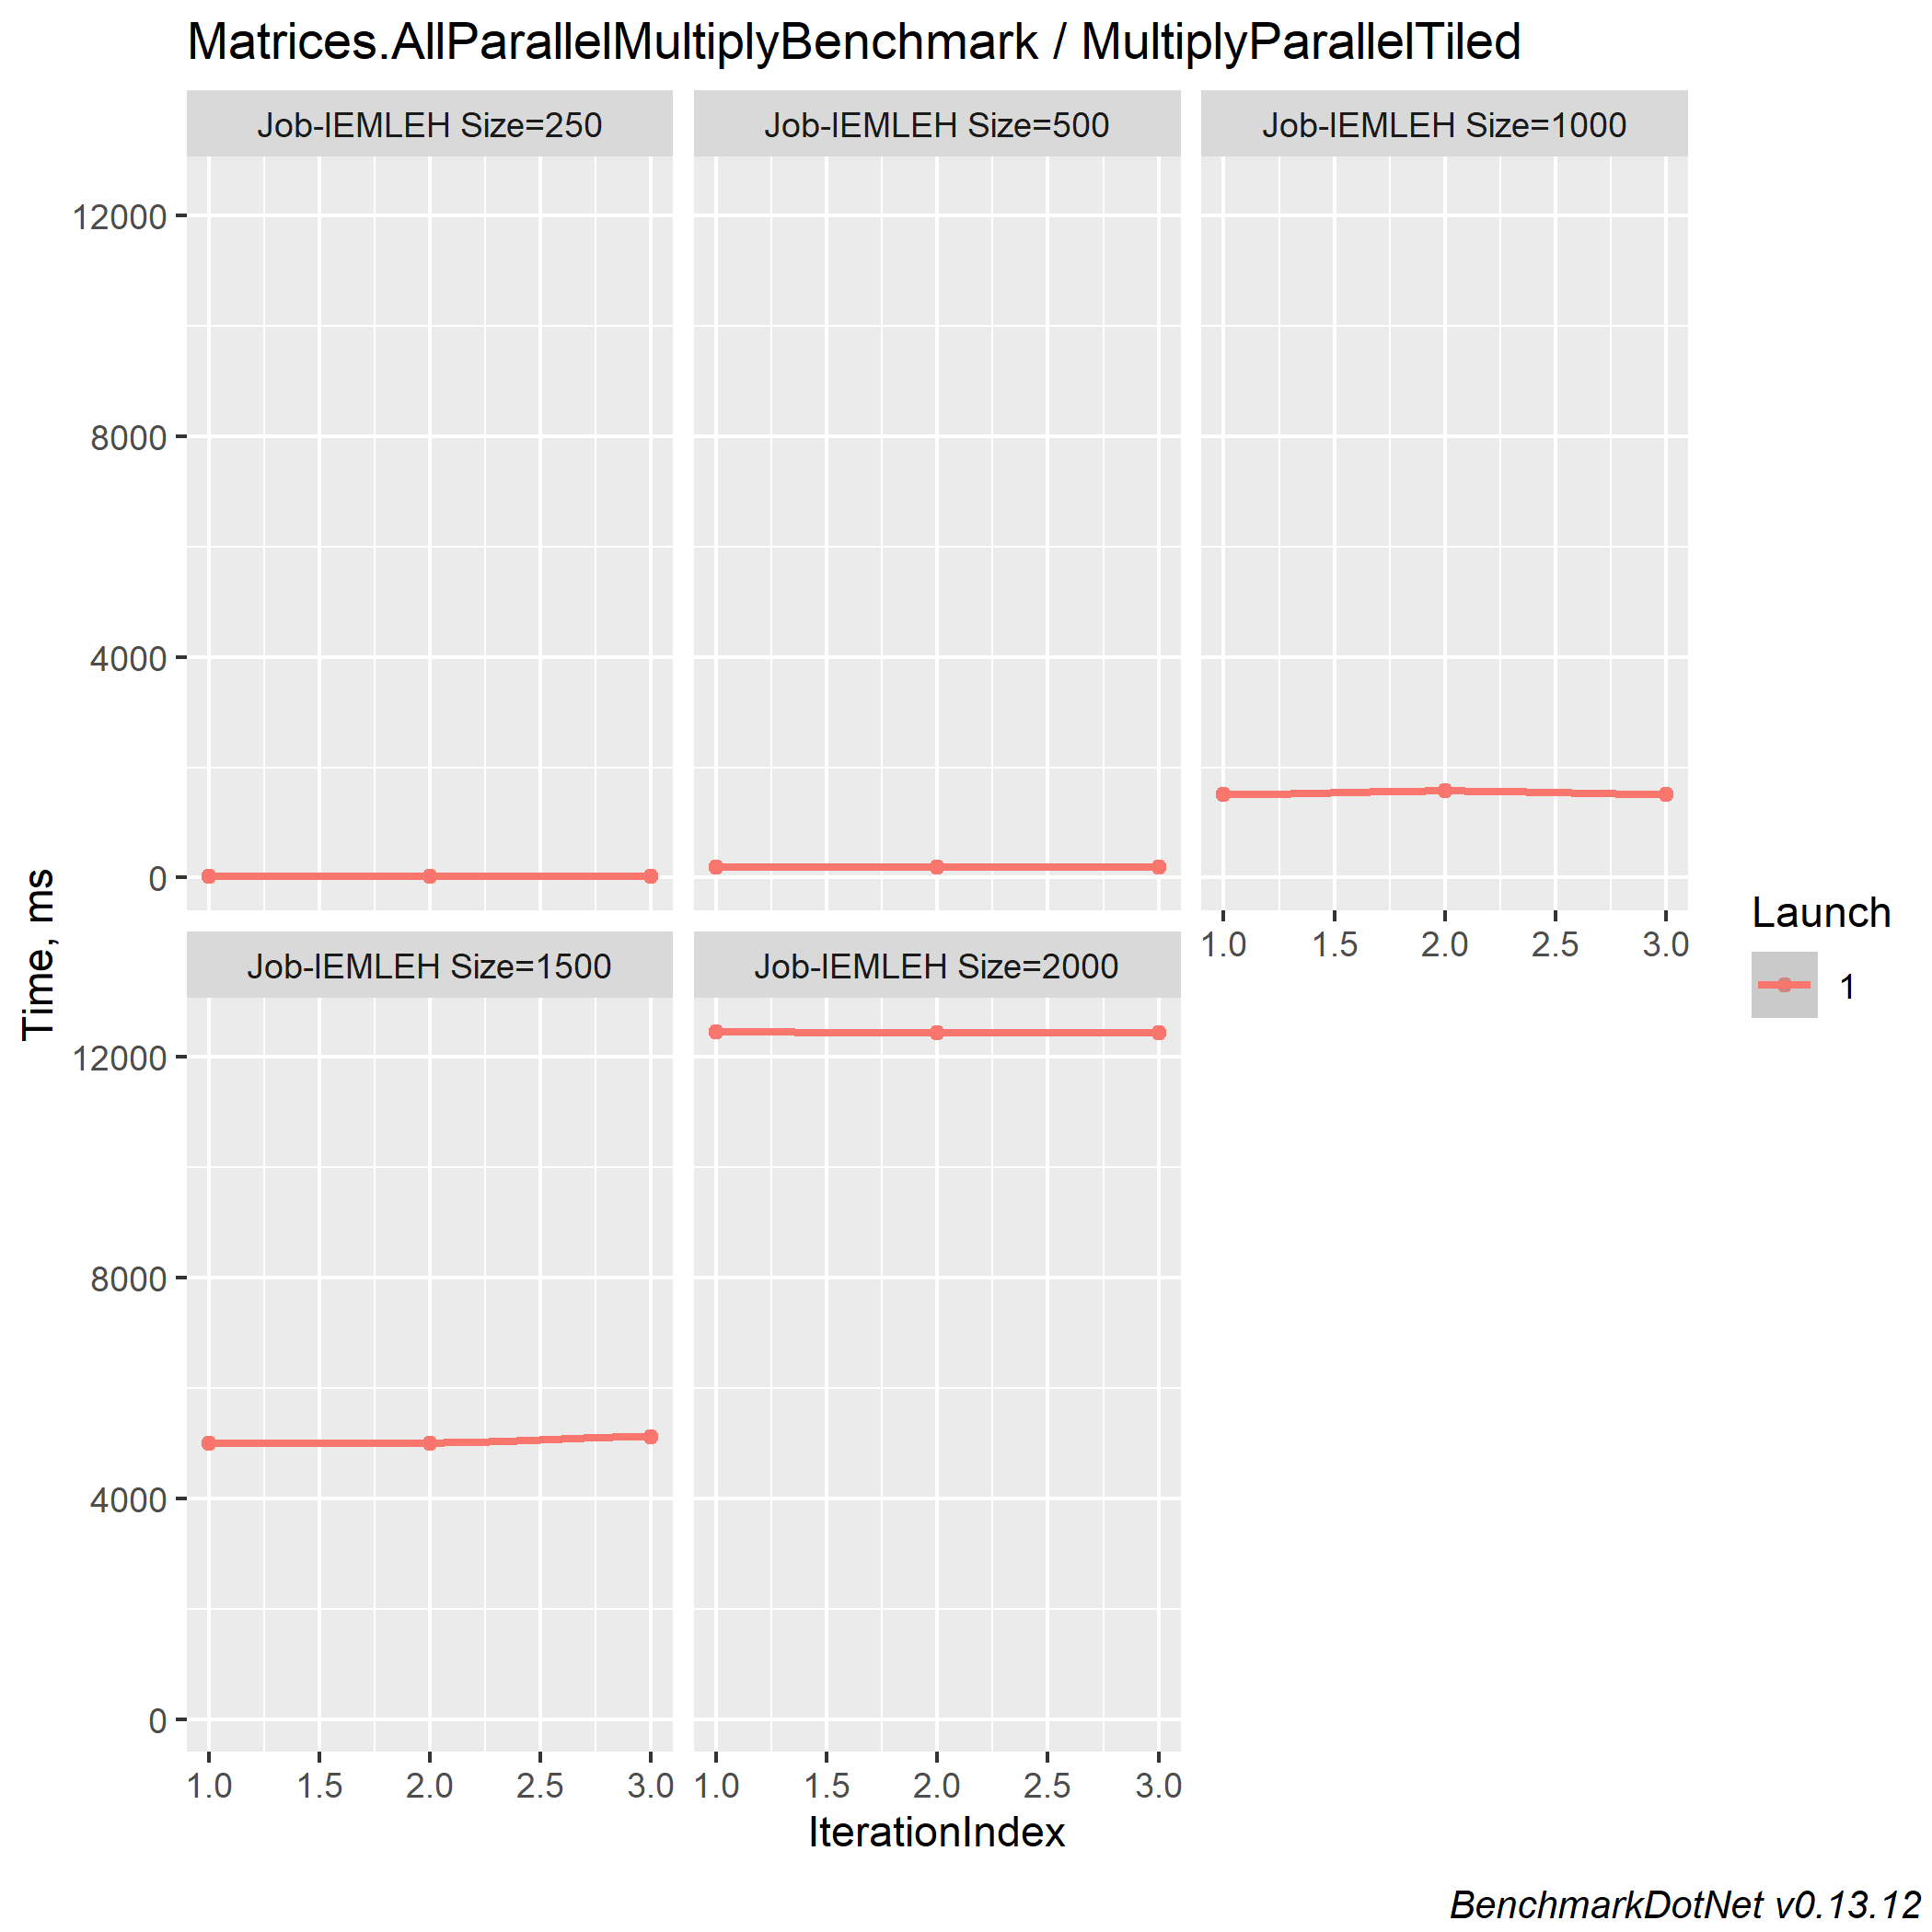 Matrices.AllParallelMultiplyBenchmark / MultiplyParallelTiled
Job-IEMLEH Size=250
Job-IEMLEH Size=500
Job-IEMLEH Size=1000
12000
8000
4000
0
1.0 1.5 2.0 2.5 3.0
Time, ms
Launch
1
Job-IEMLEH Size=1500
Job-IEMLEH Size=2000
12000
8000
4000
0
1.0 1.5 2.0 2.5 3.0
1.0 1.5 2.0 2.5 3.0
IterationIndex
BenchmarkDotNet v0.13.12